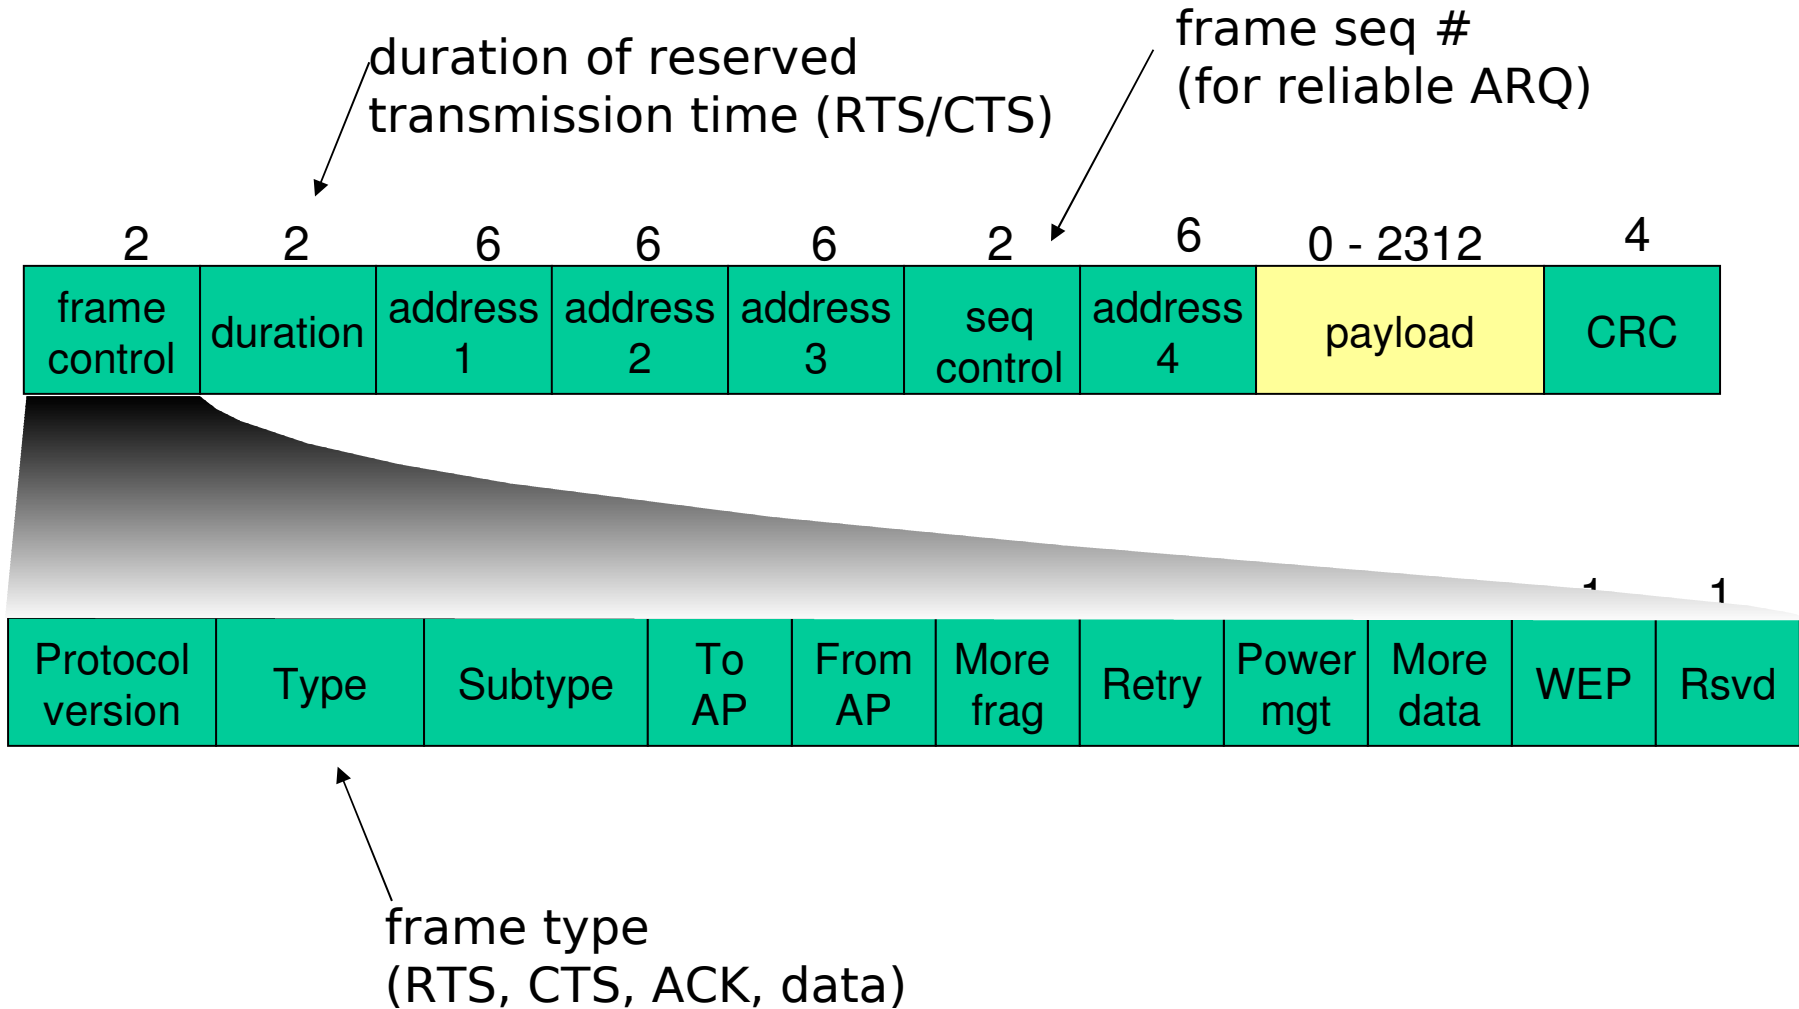 duration of reserved
transmission time (RTS/CTS)
frame seq #
(for reliable ARQ)
2 2 6 6 6 2 6 0 - 2312 4
frame control
duration
address 1
address 2
address 3
seq control
address 4
payload
CRC
1 1
Protocol version
Type
Subtype
To AP
From AP
More frag
Retry
Power mgt
More data
WEP
Rsvd
frame type
(RTS, CTS, ACK, data)